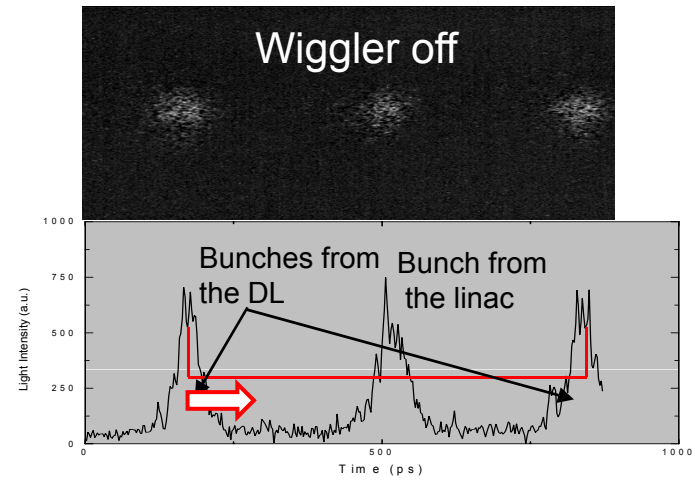 Wiggler off
1000
750
500
250
0
Light Intensity (a.u.)
Bunches from
the DL
Bunch from
the linac
0
500
1000
Time (ps)